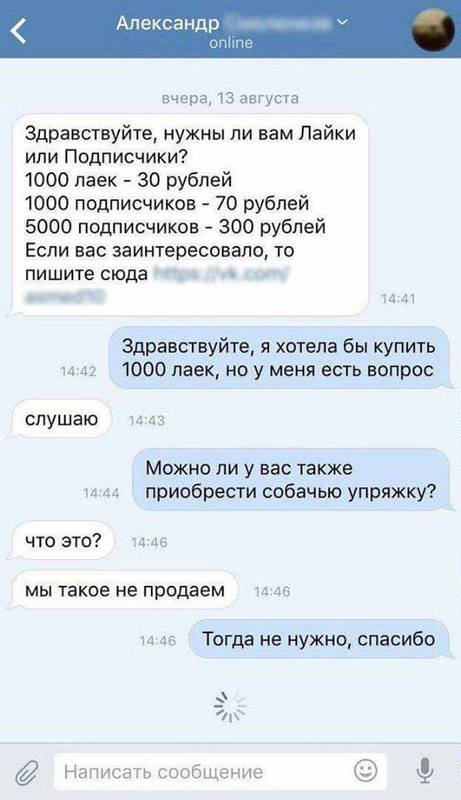 Александр
online
вчера, 13 августа
Здравствуйте, нужны ли вам Лайки
или Подписчики?
1000 лаек - 30 рублей
1000 подписчиков - 70 рублей
5000 подписчиков - 300 рублей
Если вас заинтересовало, то
пишите сюда
14:41
Здравствуйте, я хотела бы купить
1000 лаек, но у меня есть вопрос
14:42
слушаю
14:43
Можно ли у вас также
приобрести собачью упряжку?
14:44
что это?
14:46
мы такое не продаем
14:46
Тогда не нужно, спасибо
14:46
Написать сообщение